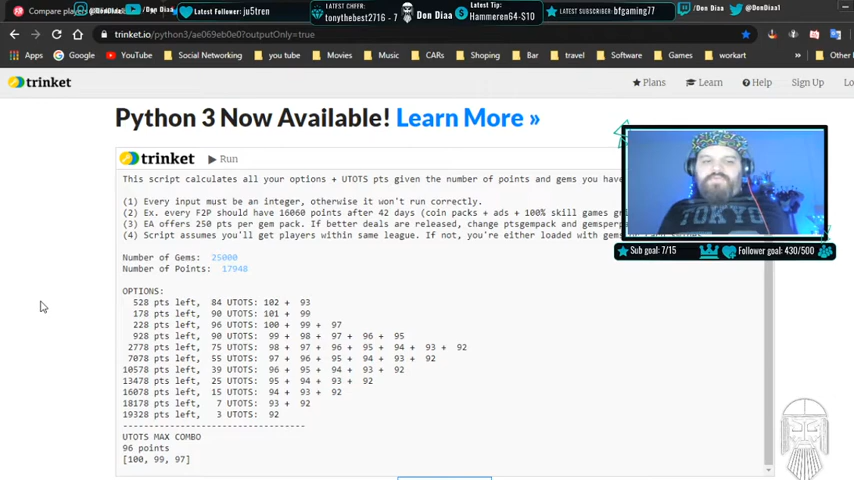 Compare play
Latest Follower: ju5tren
LATEST CHEER:
tonythebest2716 - 7
Don Diaa
Latest Tip:
Hammeren64-$10
LATEST SUBSCRIBER: bfgaming77
/Don Diaa
@DonDiaa1
trinket.io/python3/ae069eb0e0?outputOnly=true
Apps
Google
YouTube
Social Networking
you tube
Movies
Music
CARs
Shoping
Bar
travel
Software
Games
workart
»
Other
trinket
Plans
Learn
Help
Sign Up
Lo
Python 3 Now Available! Learn More »
trinket
Run
This script calculates all your options + UTOTS pts given the number of points and gems you have
(1) Every input must be an integer, otherwise it won't run correctly.
(2) Ex. every F2P should have 16060 points after 42 days (coin packs + ads + 100% skill games gri
(3) EA offers 250 pts per gem pack. If better deals are released, change ptsgempack and gemsper
(4) Script assumes you'll get players within same league. If not, you're either loaded with gems
Number of Gems: 25000
Number of Points: 17948
OPTIONS:
528 pts left, 84 UTOTS: 102 + 93
178 pts left, 90 UTOTS: 101 + 99
228 pts left, 96 UTOTS: 100 + 99 + 97
928 pts left, 90 UTOTS: 99 + 98 + 97 + 96 + 95
2778 pts left, 75 UTOTS: 98 + 97 + 96 + 95 + 94 + 93 + 92
7078 pts left, 55 UTOTS: 97 + 96 + 95 + 94 + 93 + 92
10578 pts left, 39 UTOTS: 96 + 95 + 94 + 93 + 92
13478 pts left, 25 UTOTS: 95 + 94 + 93 + 92
16078 pts left, 15 UTOTS: 94 + 93 + 92
18178 pts left, 7 UTOTS: 93 + 92
19328 pts left, 3 UTOTS: 92
---------------------------------
UTOTS MAX COMBO
96 points
[100, 99, 97]
TOKYO
Sub goal: 7/15
Follower goal: 430/500